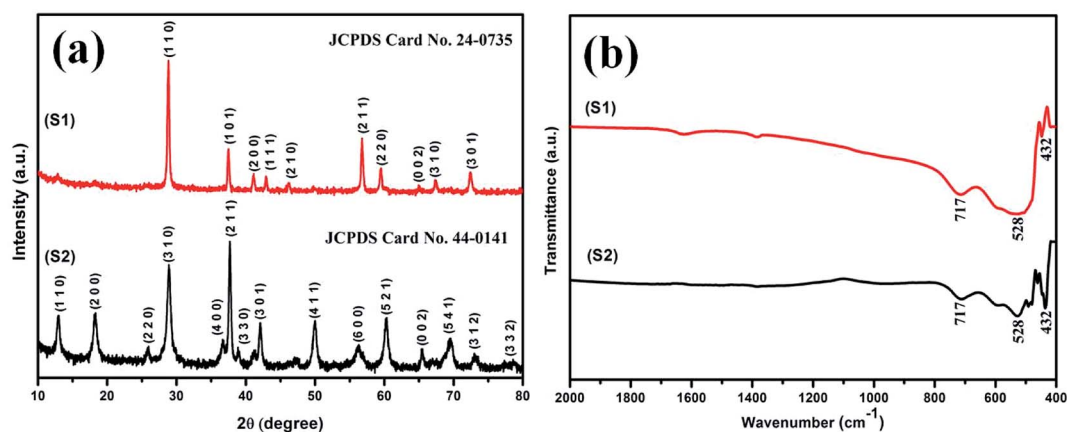 (a)
JCPDS Card No. 24-0735
(S1)
(1 1 0)
(1 0 1)
(2 0 0)
(1 1 1)
(2 1 0)
(2 1 1)
(2 2 0)
(0 0 2)
(3 1 0)
(3 0 1)
JCPDS Card No. 44-0141
(S2)
(1 1 0)
(2 0 0)
(2 2 0)
(3 1 0)
(4 0 0)
(2 1 1)
(3 3 0)
(3 0 1)
(4 1 1)
(6 0 0)
(5 2 1)
(0 0 2)
(5 4 1)
(3 1 2)
(3 3 2)
Intensity (a.u.)
10 20 30 40 50 60 70 80
2θ (degree)
(b)
(S1)
717
528
432
(S2)
717
528
432
Transmittance (a.u.)
2000 1800 1600 1400 1200 1000 800 600 400
Wavenumber (cm⁻¹)